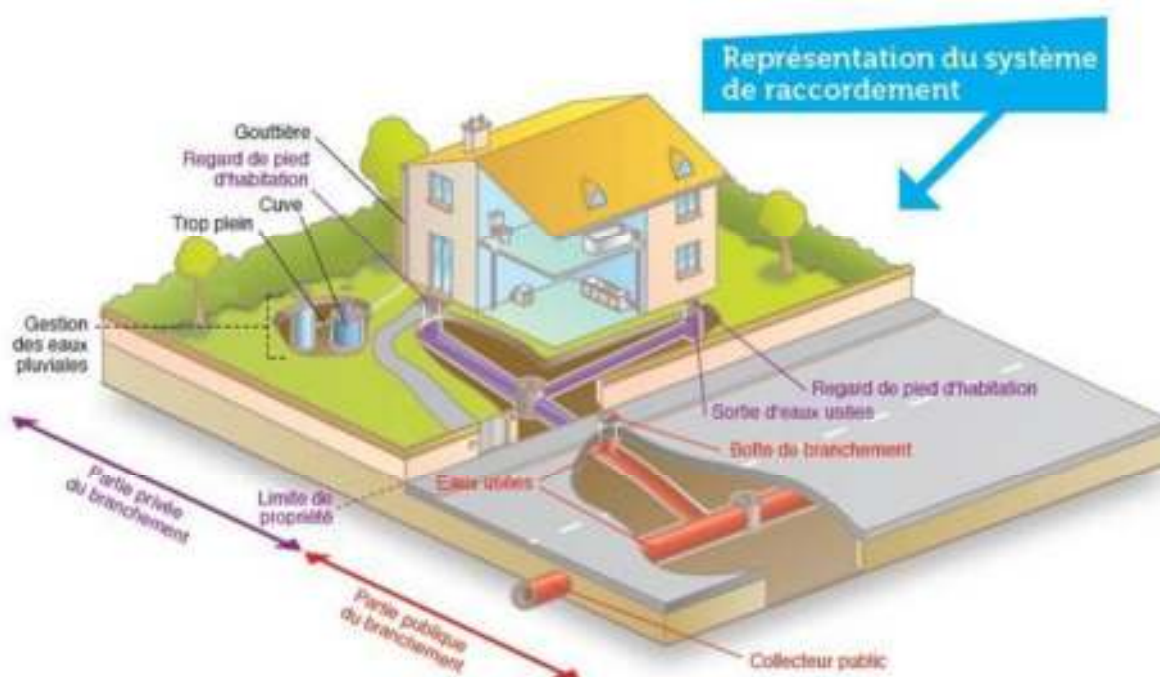 Représentation du système
de raccordement
Gouttière
Regard de pied
d'habitation
Cuve
Trop plein
Gestion
des eaux
pluviales
Regard de pied d'habitation
Sortie d'eaux usées
Boîte de branchement
Eaux usées
Limite de
propriété
Partie privée
du branchement
Partie publique
du branchement
Collecteur public